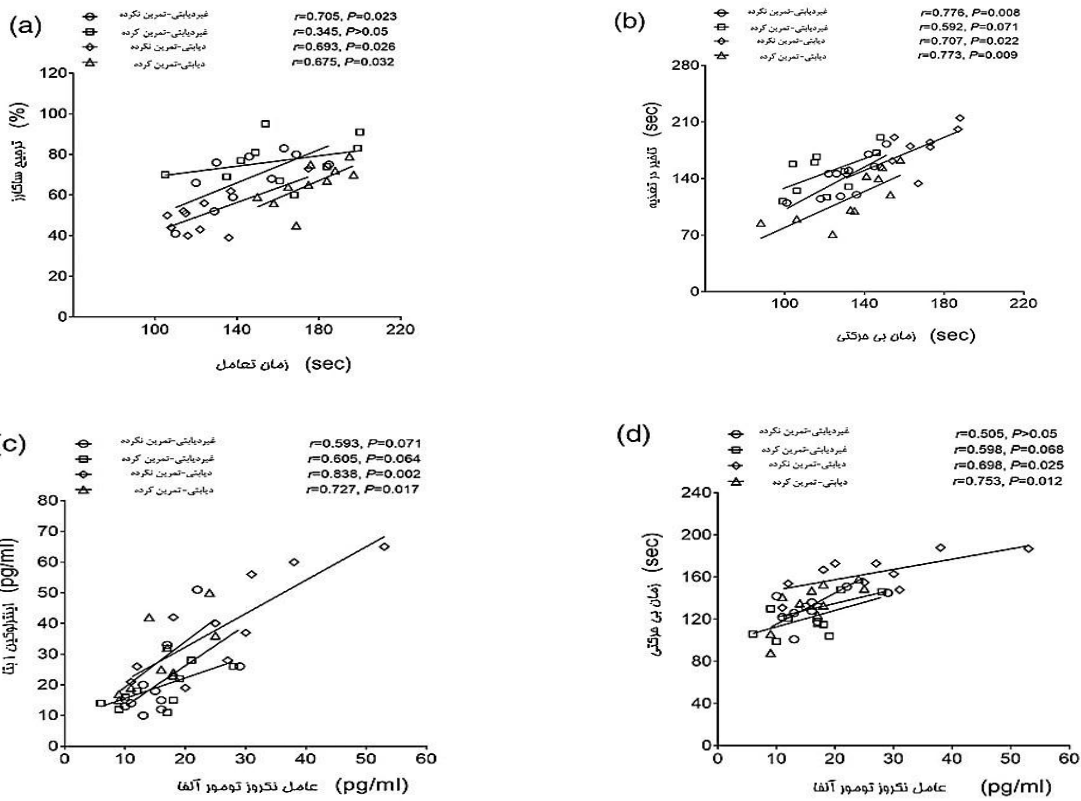 (a)
غیردیابتی-تمرین نکرده r=0.705, P=0.023
غیردیابتی-تمرین کرده r=0.345, P>0.05
دیابتی-تمرین نکرده r=0.693, P=0.026
دیابتی-تمرین کرده r=0.675, P=0.032
ترجیح ساکارز (%)
120
100
80
60
40
20
0
100 140 180 220
زمان تعامل (sec)
(b)
غیردیابتی-تمرین نکرده r=0.776, P=0.008
غیردیابتی-تمرین کرده r=0.592, P=0.071
دیابتی-تمرین نکرده r=0.707, P=0.022
دیابتی-تمرین کرده r=0.773, P=0.009
تاخیر در تغذیه (sec)
280
210
140
70
0
100 140 180 220
زمان بی حرکتی (sec)
(c)
غیردیابتی-تمرین نکرده r=0.593, P=0.071
غیردیابتی-تمرین کرده r=0.605, P=0.064
دیابتی-تمرین نکرده r=0.838, P=0.002
دیابتی-تمرین کرده r=0.727, P=0.017
اینترلوکین ۱ بتا (pg/ml)
80
70
60
50
40
30
20
10
0
0 10 20 30 40 50 60
عامل نکروز تومور آلفا (pg/ml)
(d)
غیردیابتی-تمرین نکرده r=0.505, P>0.05
غیردیابتی-تمرین کرده r=0.598, P=0.068
دیابتی-تمرین نکرده r=0.698, P=0.025
دیابتی-تمرین کرده r=0.753, P=0.012
زمان بی حرکتی (sec)
240
200
160
120
80
40
0
0 10 20 30 40 50 60
عامل نکروز تومور آلفا (pg/ml)